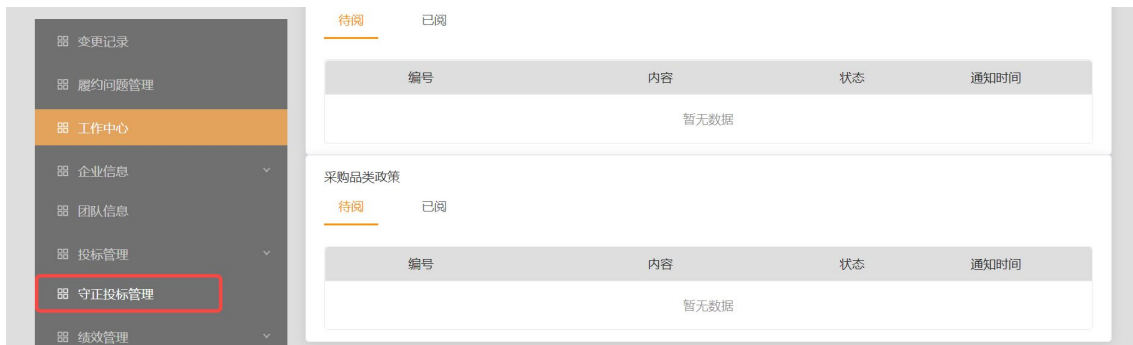 变更记录
履约问题管理
工作中心
企业信息
团队信息
投标管理
守正投标管理
绩效管理
待阅 已阅
编号 内容 状态 通知时间
暂无数据
采购品类政策
待阅 已阅
编号 内容 状态 通知时间
暂无数据